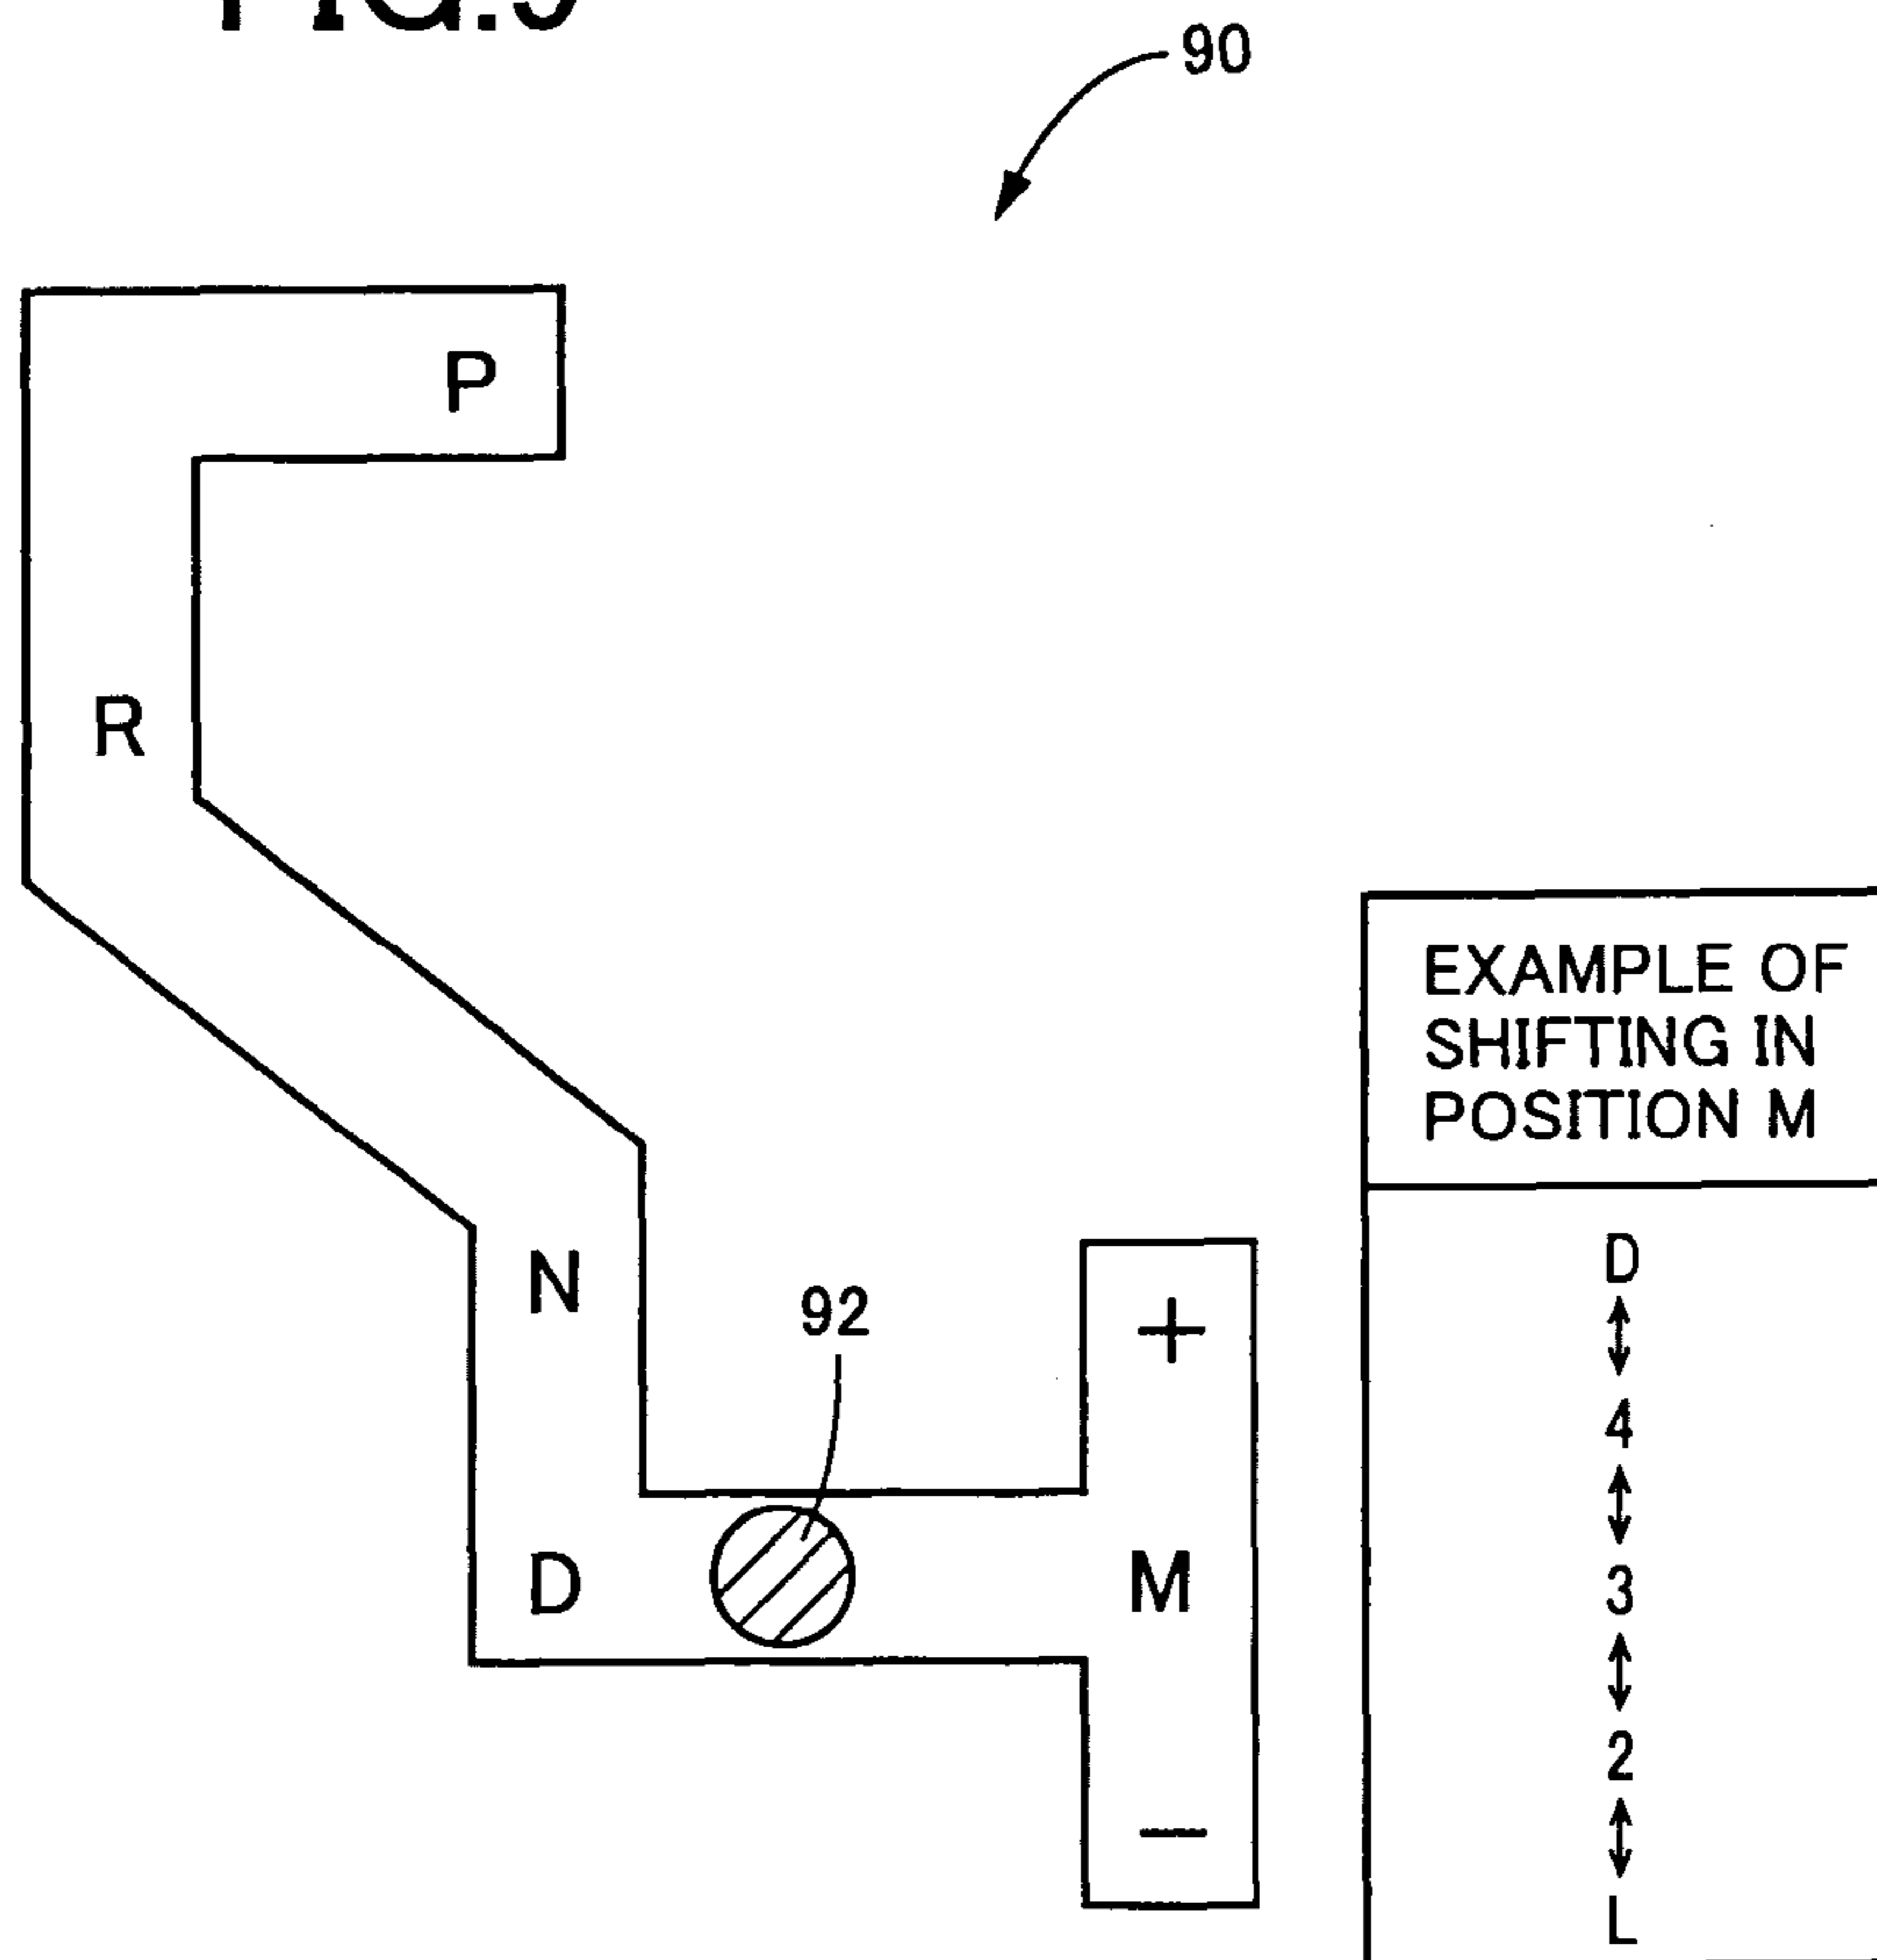 90
P
R
N
92
+
D
M
−
EXAMPLE OF
SHIFTING IN
POSITION M
D
4
3
2
L